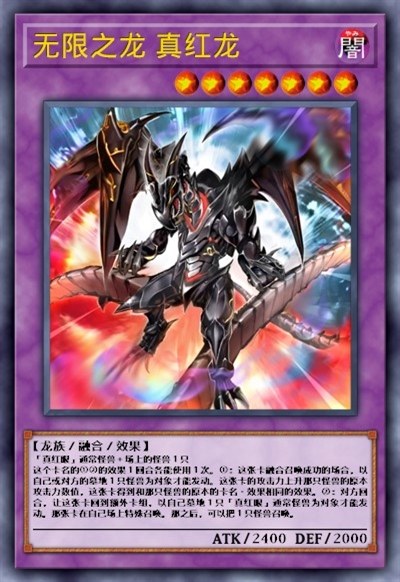 无限之龙 真红龙
やみ
闇
【龙族／融合／效果】
「真红眼」通常怪兽＋场上的怪兽１只
这个卡名的①②的效果１回合各能使用１次。①：这张卡融合召唤成功的场合，以
自己或对方的墓地１只怪兽为对象才能发动。这张卡的攻击力上升那只怪兽的原本
攻击力数值，这张卡得到和那只怪兽的原本的卡名·效果相同的效果。②：对方回
合，让这张卡回到额外卡组，以自己墓地１只「真红眼」通常怪兽为对象才能发
动。那张卡在自己场上特殊召唤。那之后，可以把１只怪兽召唤。
ATK/2400 DEF/2000